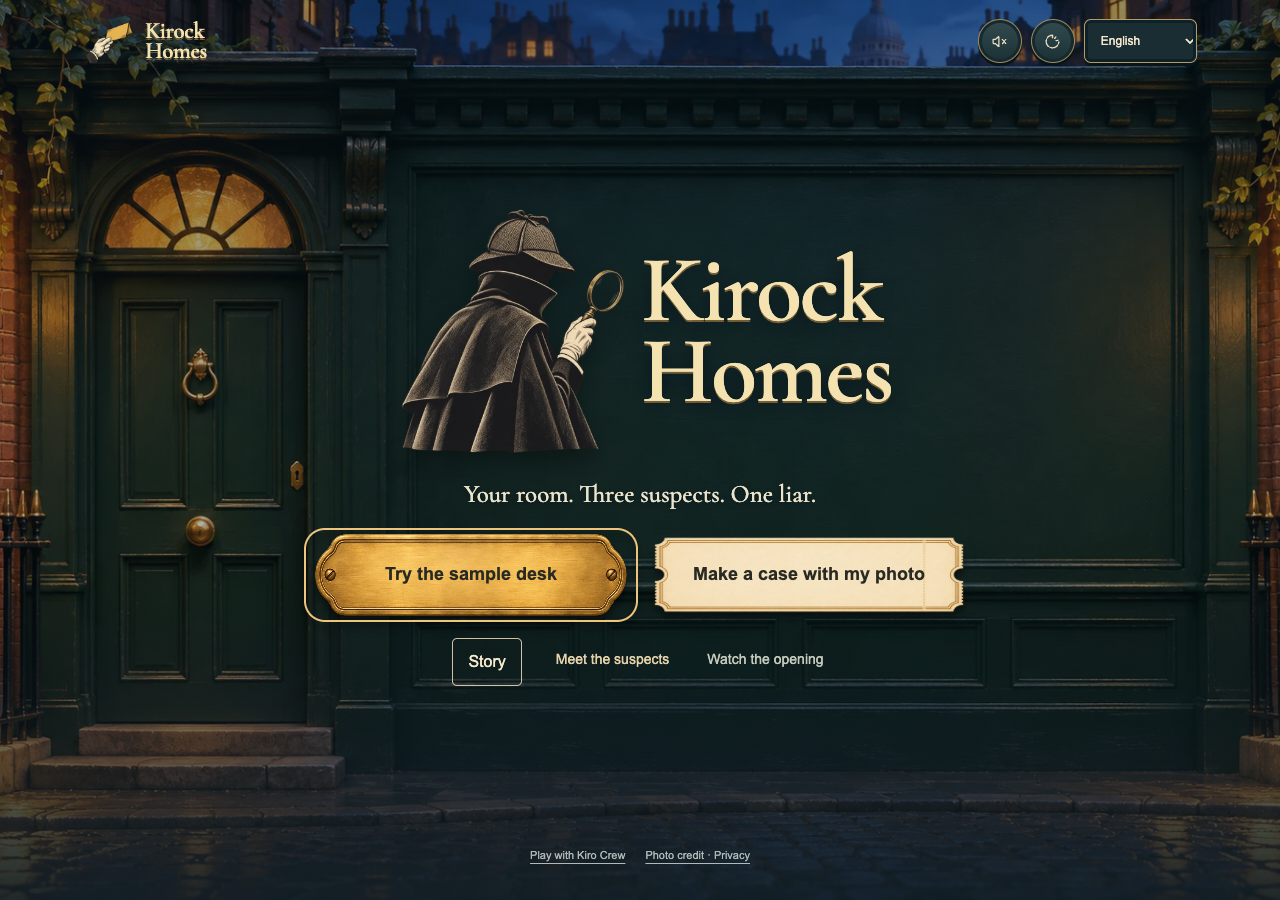 Kirock
Homes
English
Kirock
Homes
Your room. Three suspects. One liar.
Try the sample desk
Make a case with my photo
Story
Meet the suspects
Watch the opening
Play with Kiro Crew
Photo credit · Privacy